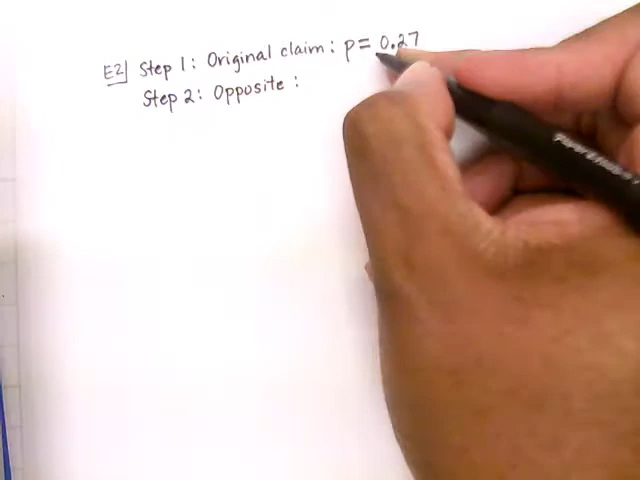 E2 Step 1: Original claim: p = 0.27
Step 2: Opposite: